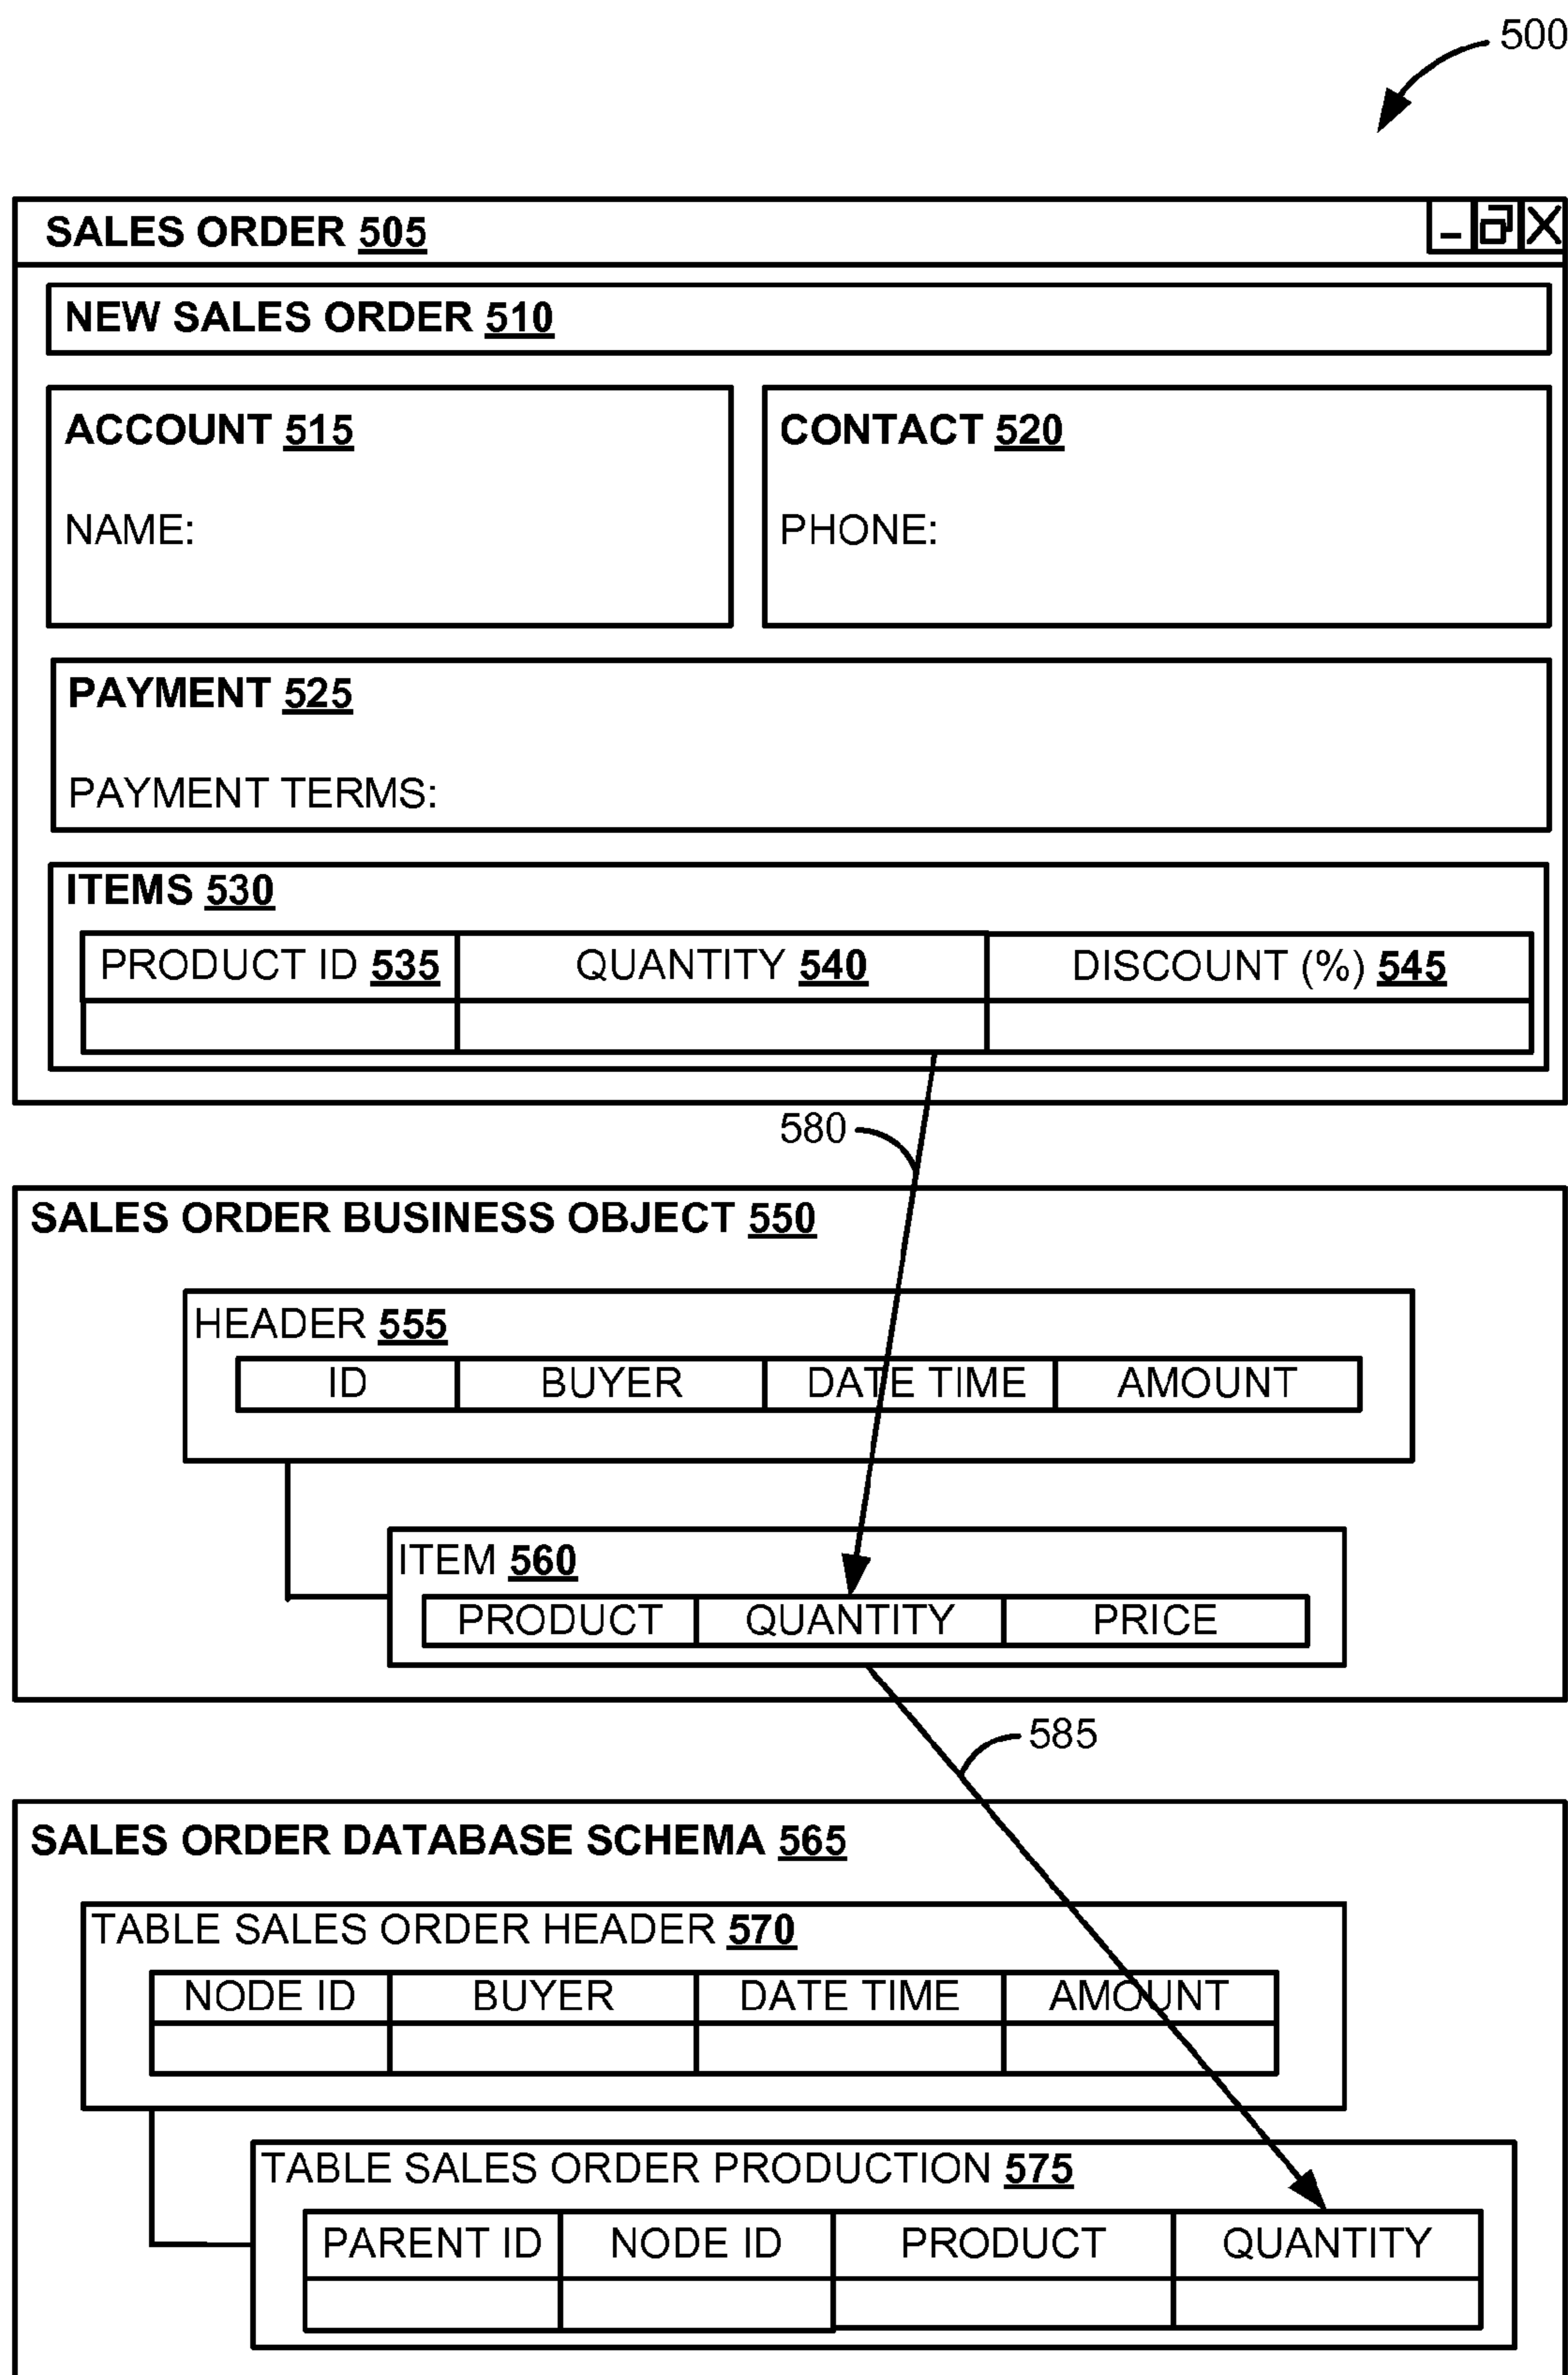 500
SALES ORDER 505
NEW SALES ORDER 510
ACCOUNT 515
NAME:
CONTACT 520
PHONE:
PAYMENT 525
PAYMENT TERMS:
ITEMS 530
PRODUCT ID 535 QUANTITY 540 DISCOUNT (%) 545
580
SALES ORDER BUSINESS OBJECT 550
HEADER 555
ID BUYER DATE TIME AMOUNT
ITEM 560
PRODUCT QUANTITY PRICE
585
SALES ORDER DATABASE SCHEMA 565
TABLE SALES ORDER HEADER 570
NODE ID BUYER DATE TIME AMOUNT
TABLE SALES ORDER PRODUCTION 575
PARENT ID NODE ID PRODUCT QUANTITY